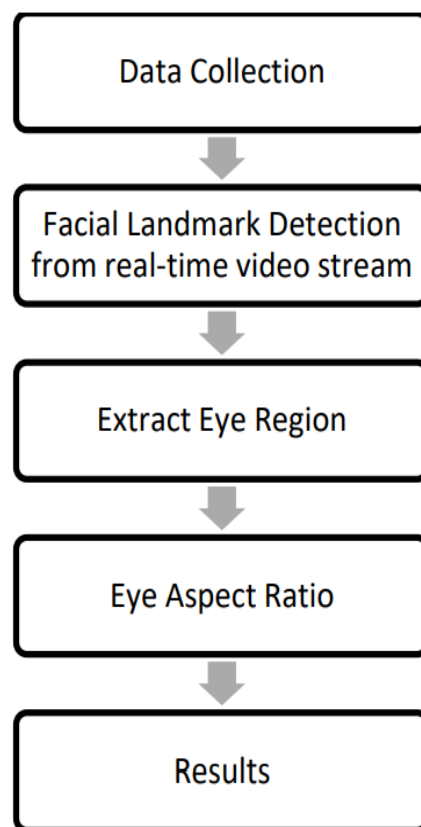 Data Collection
Facial Landmark Detection
from real-time video stream
Extract Eye Region
Eye Aspect Ratio
Results